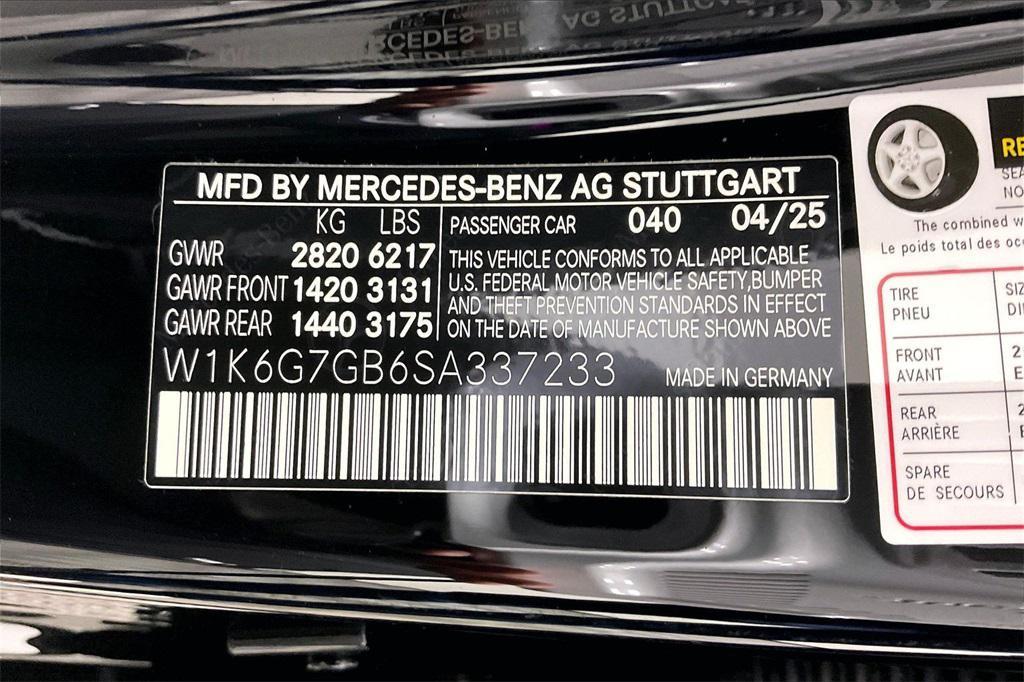 MFD BY MERCEDES-BENZ AG STUTTGART
KG LBS
GVWR 2820 6217
GAWR FRONT 1420 3131
GAWR REAR 1440 3175
PASSENGER CAR 040 04/25
THIS VEHICLE CONFORMS TO ALL APPLICABLE
U.S. FEDERAL MOTOR VEHICLE SAFETY,BUMPER
AND THEFT PREVENTION STANDARDS IN EFFECT
ON THE DATE OF MANUFACTURE SHOWN ABOVE
W1K6G7GB6SA337233
MADE IN GERMANY
The combined
Le poids total des
TIRE
PNEU
FRONT
AVANT
REAR
ARRIÈRE
SPARE
DE SECOURS